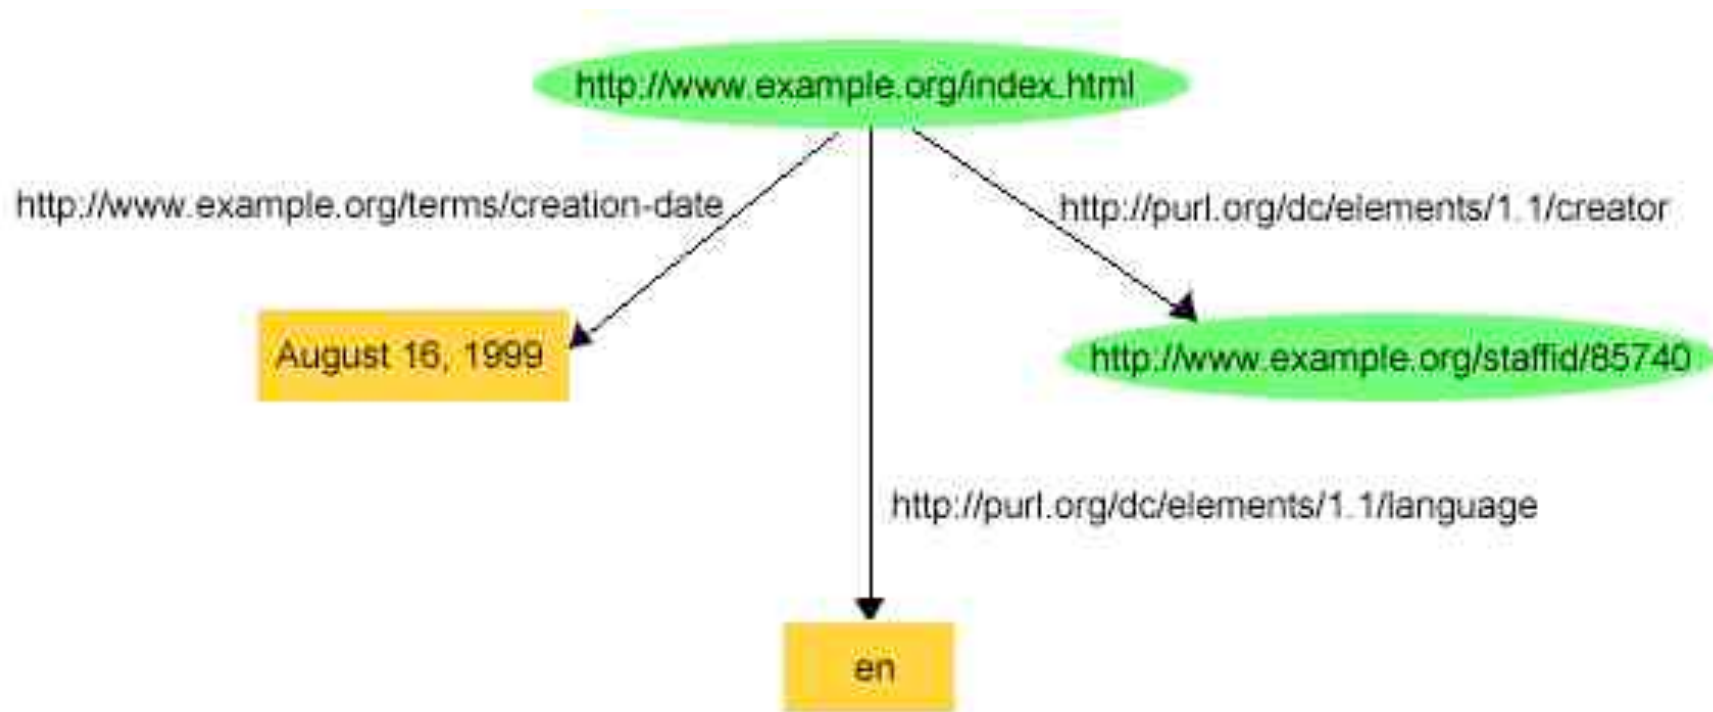 http://www.example.org/index.html
http://www.example.org/terms/creation-date
http://purl.org/dc/elements/1.1/creator
August 16, 1999
http://www.example.org/staffid/85740
http://purl.org/dc/elements/1.1/language
en